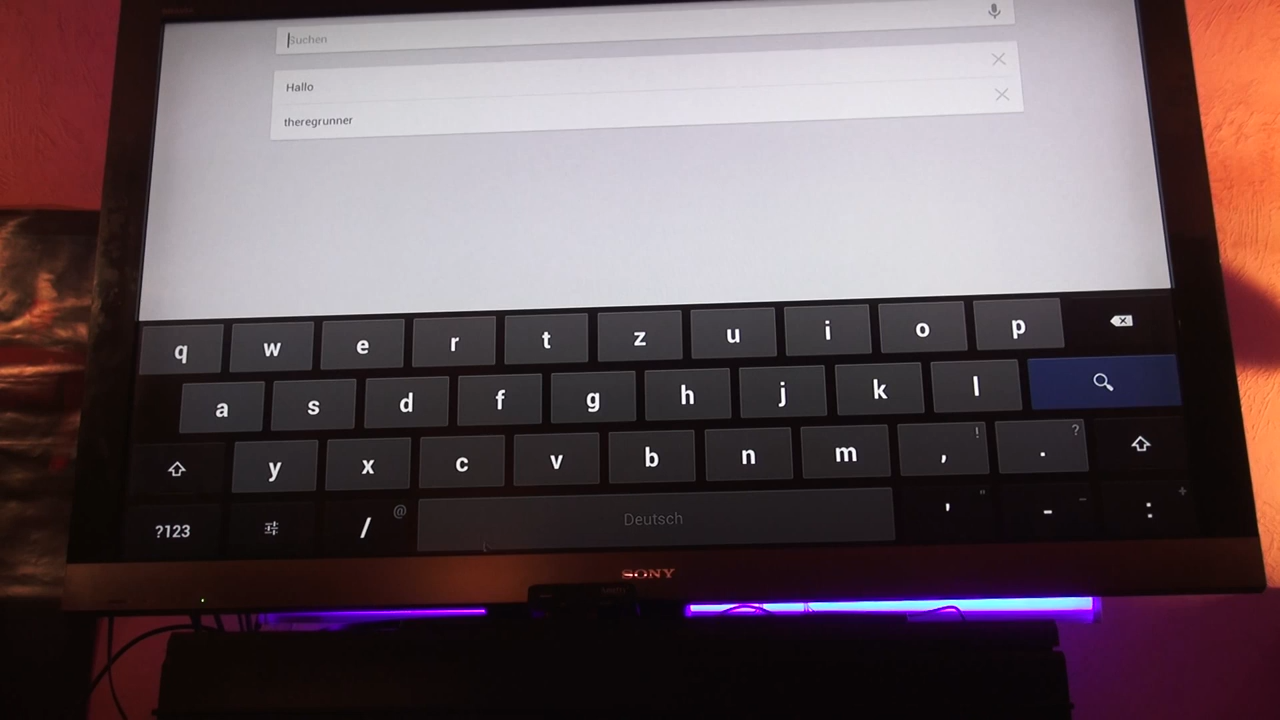 Suchen
Hallo
theregrunner
q w e r t z u i o p
a s d f g h j k l
y x c v b n m , ! . ?
?123 / @ Deutsch ' " - _ : +
SONY